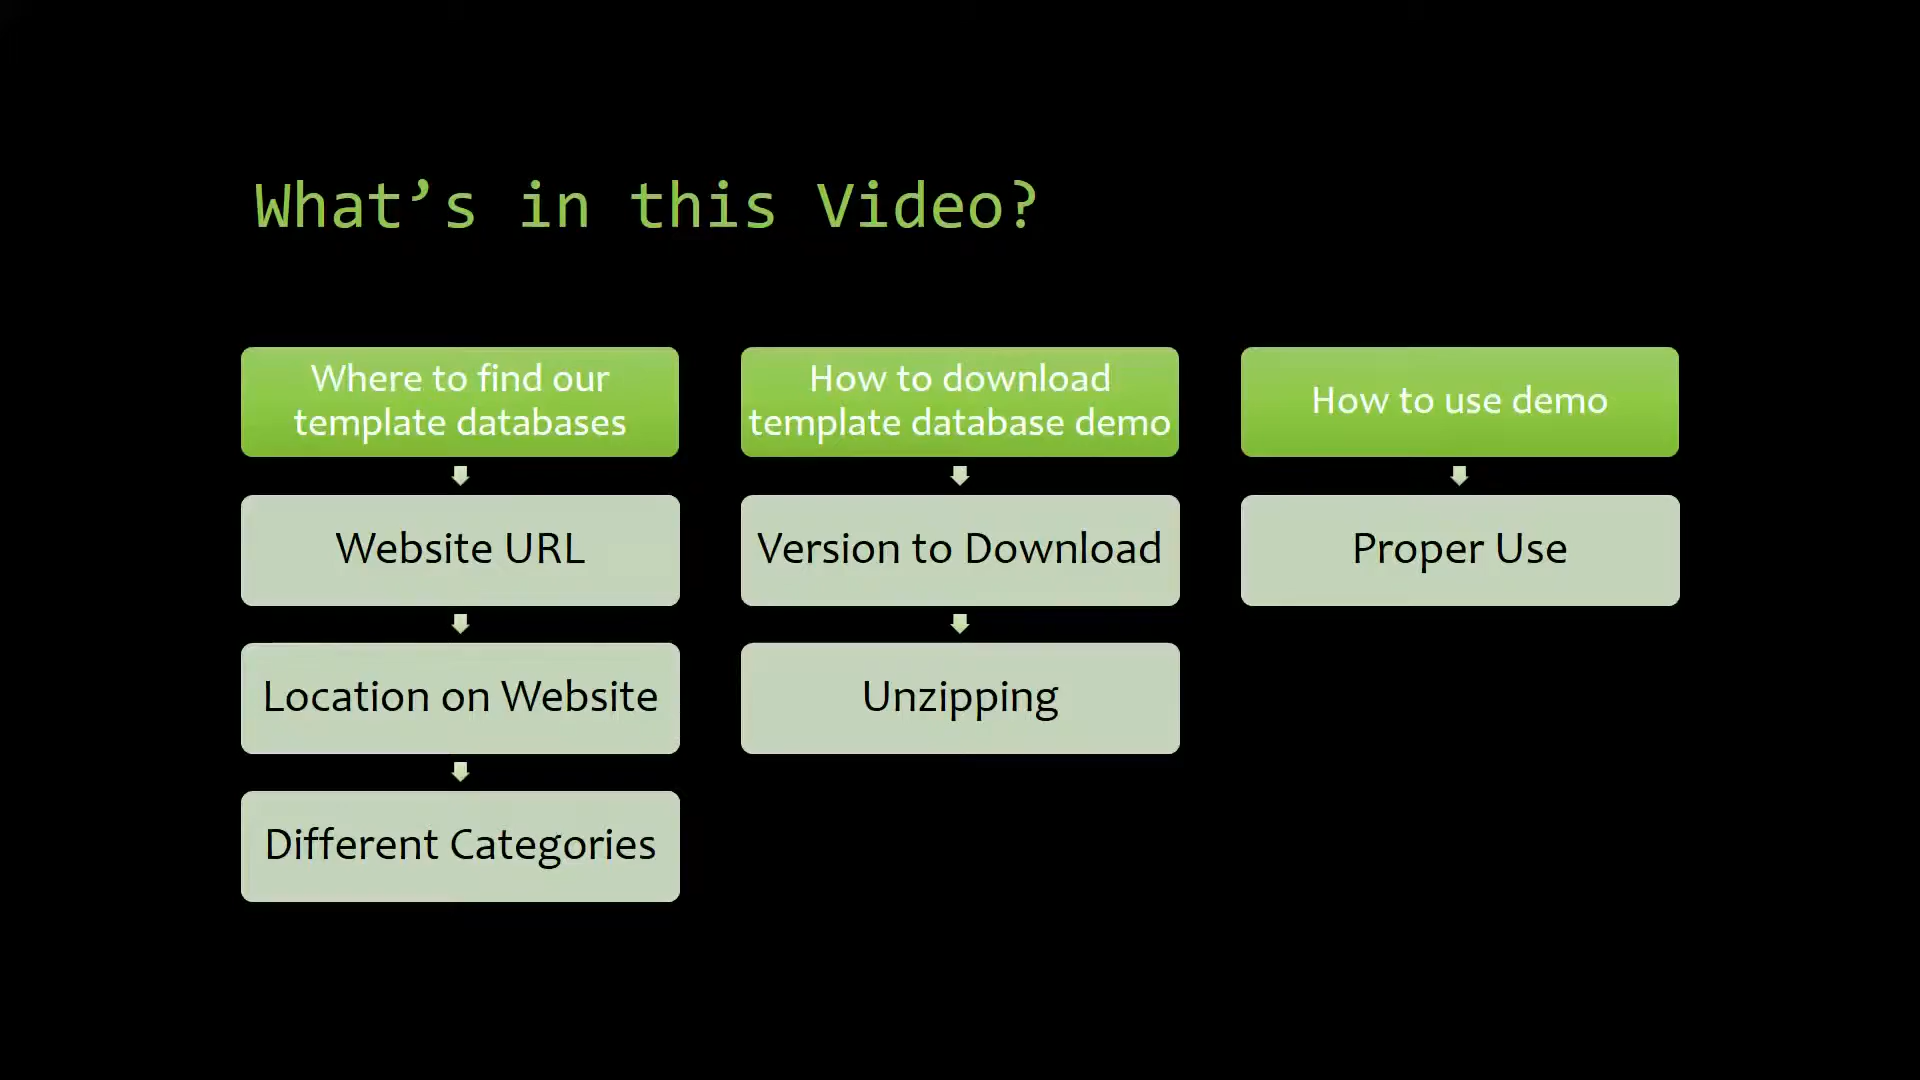 What’s in this Video?
Where to find our
template databases
Website URL
Location on Website
Different Categories
How to download
template database demo
Version to Download
Unzipping
How to use demo
Proper Use